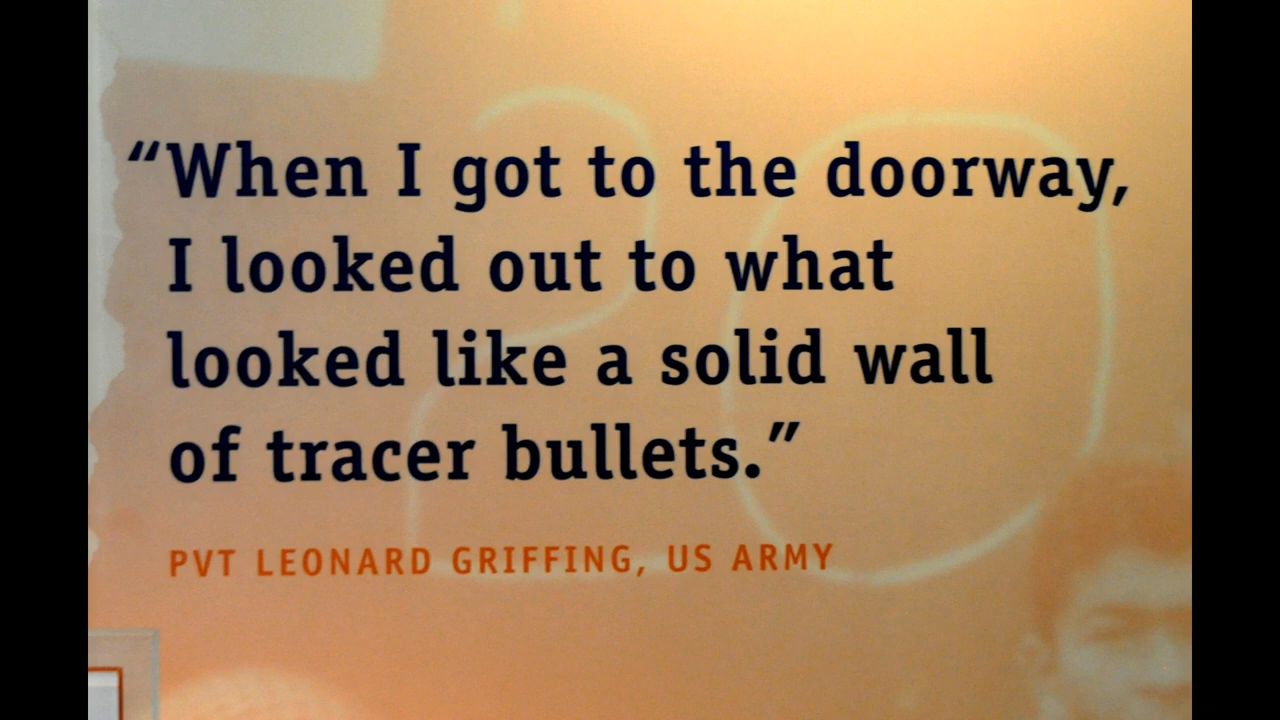 “When I got to the doorway,
I looked out to what
looked like a solid wall
of tracer bullets.”
PVT LEONARD GRIFFING, US ARMY
20